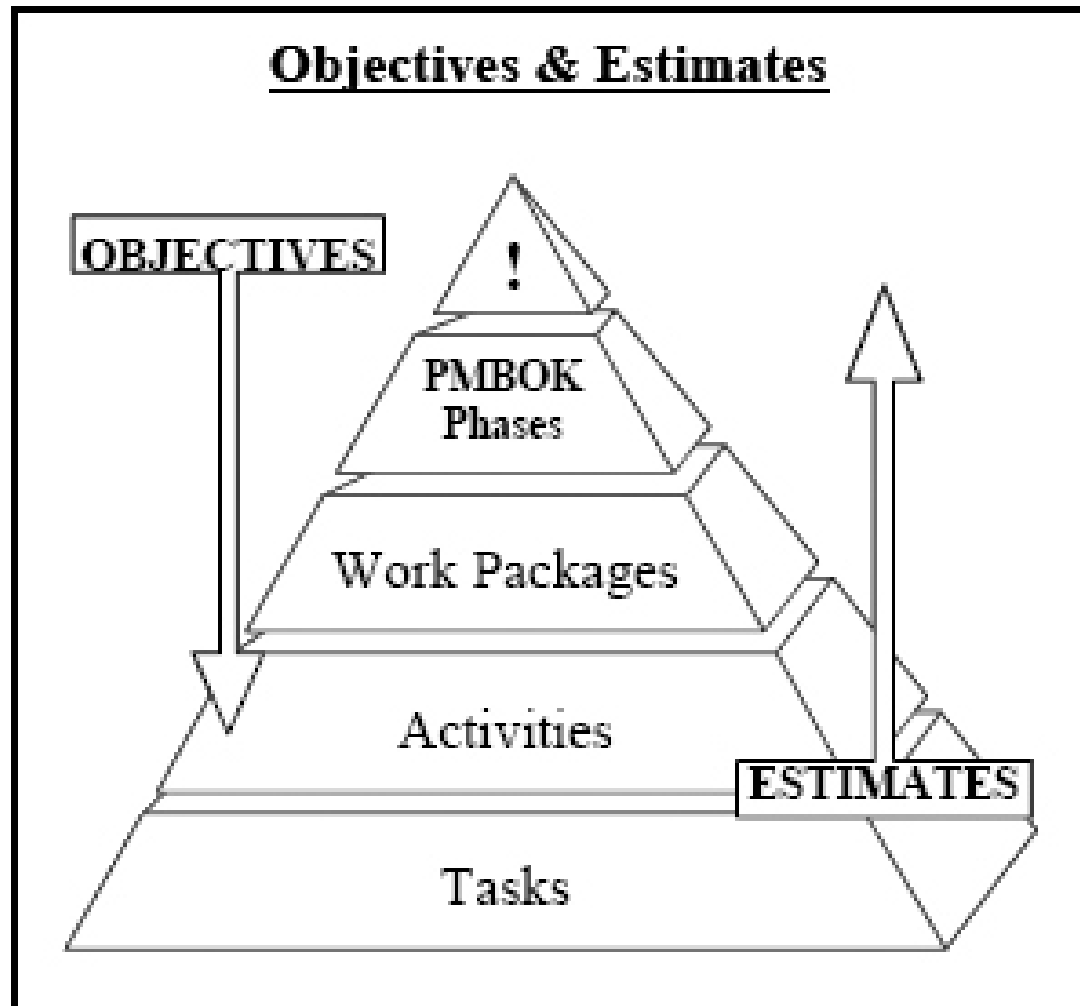 Objectives & Estimates
OBJECTIVES
!
PMBOK
Phases
Work Packages
Activities
ESTIMATES
Tasks